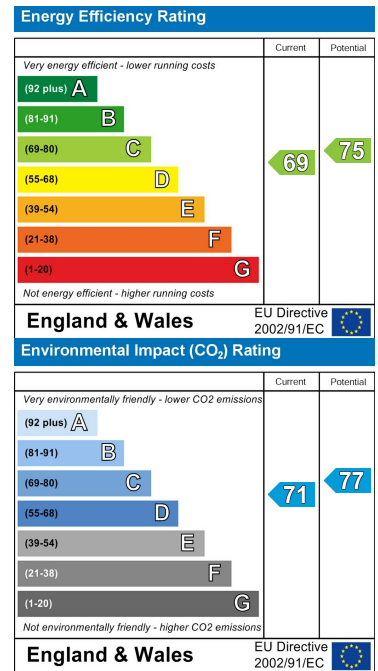 Energy Efficiency Rating
Current Potential
Very energy efficient - lower running costs
(92 plus) A
(81-91) B
(69-80) C
(55-68) D
(39-54) E
(21-38) F
(1-20) G
69 75
Not energy efficient - higher running costs
England & Wales
EU Directive
2002/91/EC
Environmental Impact (CO₂) Rating
Current Potential
Very environmentally friendly - lower CO2 emissions
(92 plus) A
(81-91) B
(69-80) C
(55-68) D
(39-54) E
(21-38) F
(1-20) G
71 77
Not environmentally friendly - higher CO2 emissions
England & Wales
EU Directive
2002/91/EC